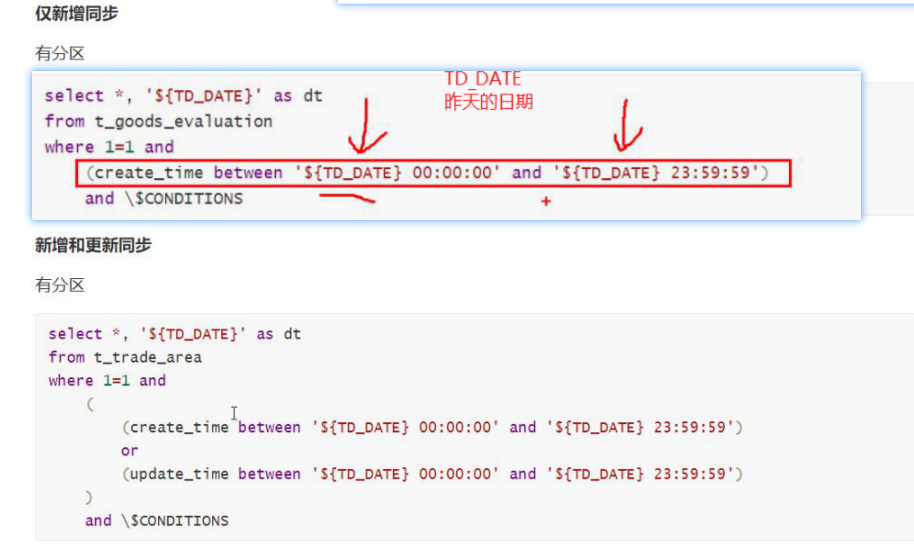 仅新增同步
有分区
TD_DATE
昨天的日期
select *, '${TD_DATE}' as dt
from t_goods_evaluation
where 1=1 and
(create_time between '${TD_DATE} 00:00:00' and '${TD_DATE} 23:59:59')
and \$CONDITIONS
+
新增和更新同步
有分区
select *, '${TD_DATE}' as dt
from t_trade_area
where 1=1 and
(
(create_time between '${TD_DATE} 00:00:00' and '${TD_DATE} 23:59:59')
or
(update_time between '${TD_DATE} 00:00:00' and '${TD_DATE} 23:59:59')
)
and \$CONDITIONS